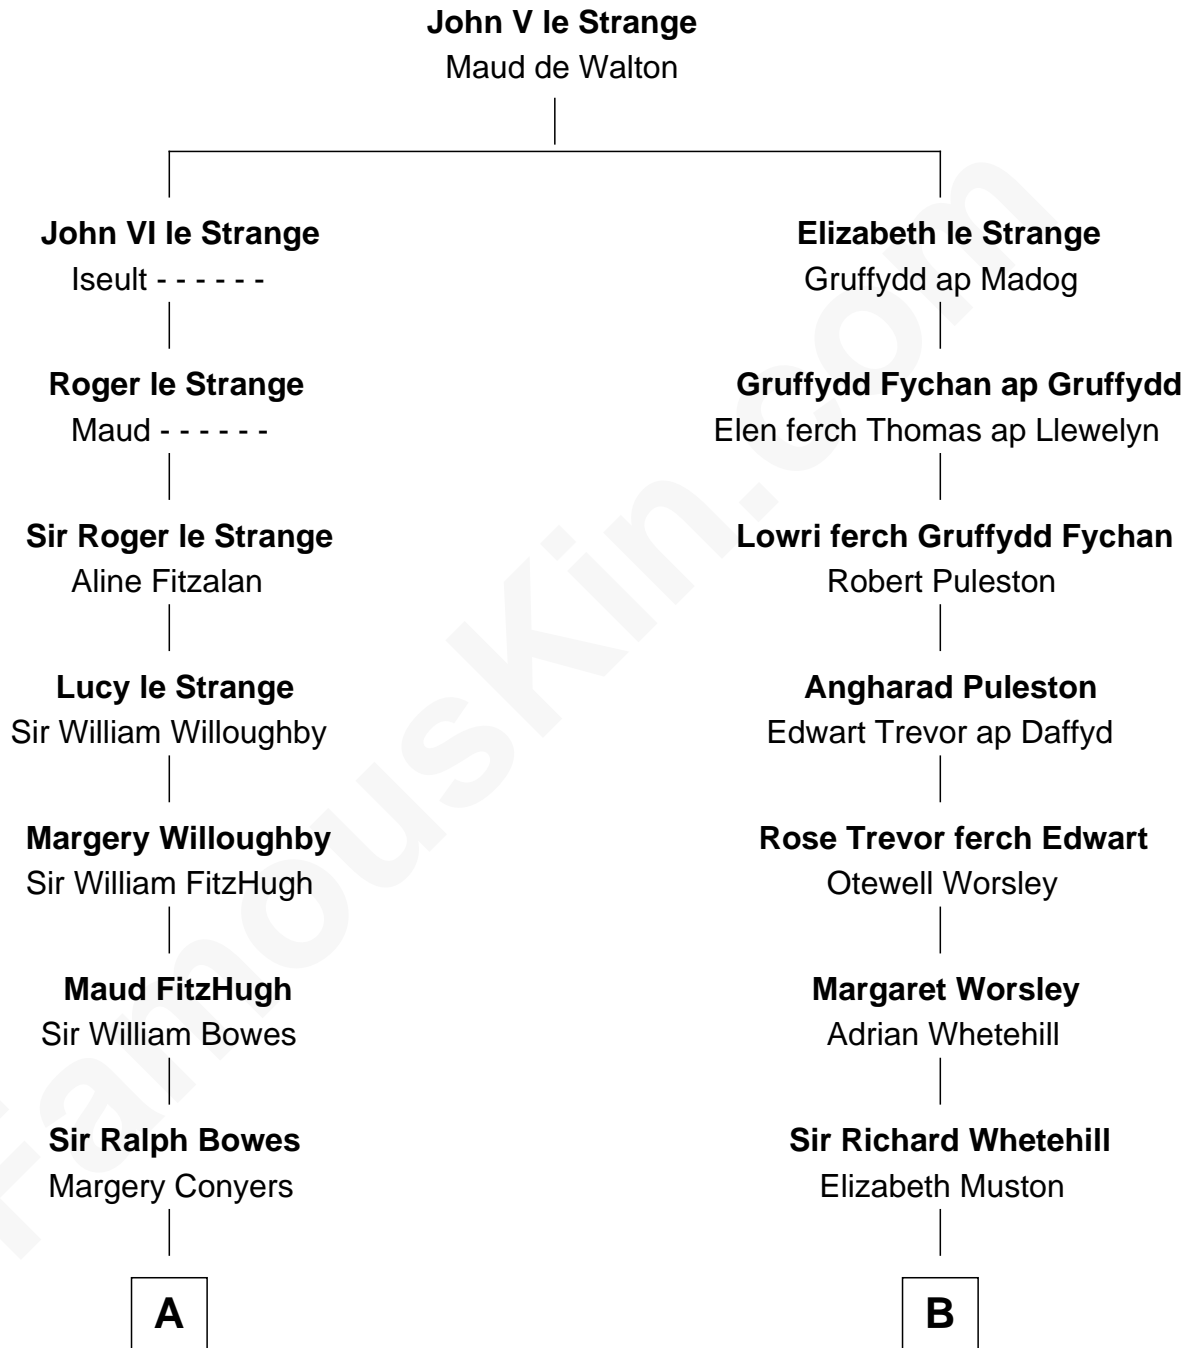 John V le Strange
Maud de Walton
John VI le Strange
Iseult - - - - - -
Roger le Strange
Maud - - - - - -
Sir Roger le Strange
Aline Fitzalan
Lucy le Strange
Sir William Willoughby
Margery Willoughby
Sir William FitzHugh
Maud FitzHugh
Sir William Bowes
Sir Ralph Bowes
Margery Conyers
A
Elizabeth le Strange
Gruffydd ap Madog
Gruffydd Fychan ap Gruffydd
Elen ferch Thomas ap Llewelyn
Lowri ferch Gruffydd Fychan
Robert Puleston
Angharad Puleston
Edwart Trevor ap Daffyd
Rose Trevor ferch Edwart
Otewell Worsley
Margaret Worsley
Adrian Whetehill
Sir Richard Whetehill
Elizabeth Muston
B
FamousKin.com